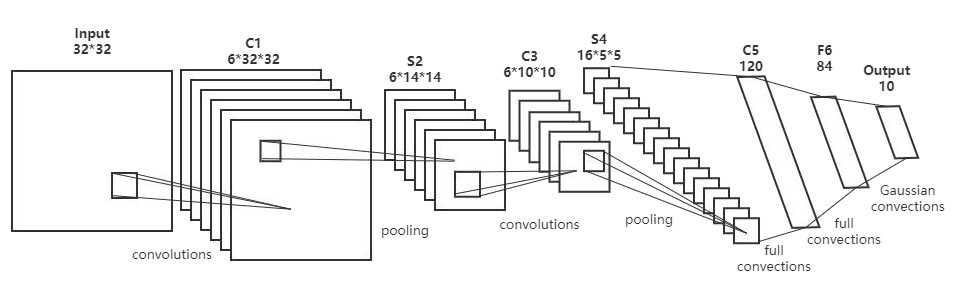 Input
32*32
C1
6*32*32
S2
6*14*14
C3
6*10*10
S4
16*5*5
C5
120
F6
84
Output
10
convolutions
pooling
convolutions
pooling
full
convections
full
convections
Gaussian
convections